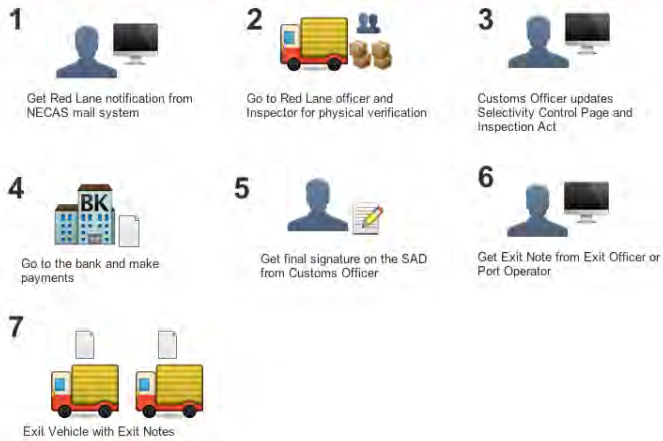 1
2
3
Get Red Lane notification from
NECAS mail system
Go to Red Lane officer and
Inspector for physical verification
Customs Officer updates
Selectivity Control Page and
Inspection Act
4
BK
5
6
Go to the bank and make
payments
Get final signature on the SAD
from Customs Officer
Get Exit Note from Exit Officer or
Port Operator
7
Exit Vehicle with Exit Notes